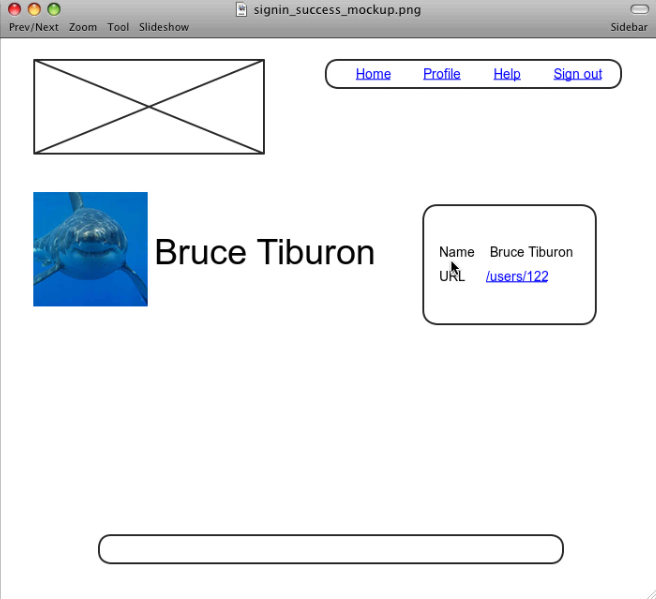 signin_success_mockup.png
Prev/Next Zoom Tool Slideshow Sidebar
Home Profile Help Sign out
Bruce Tiburon
Name Bruce Tiburon
URL /users/122